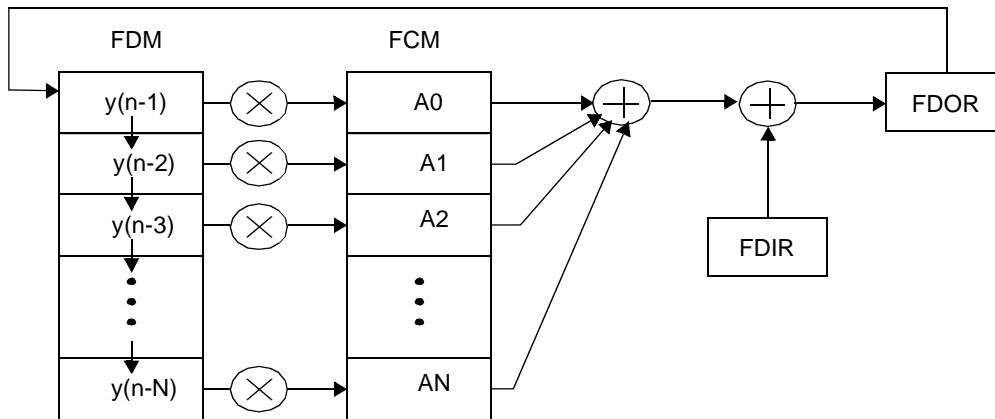 FDM FCM
y(n-1) A0 FDOR
y(n-2) A1
y(n-3) A2
FDIR
y(n-N) AN